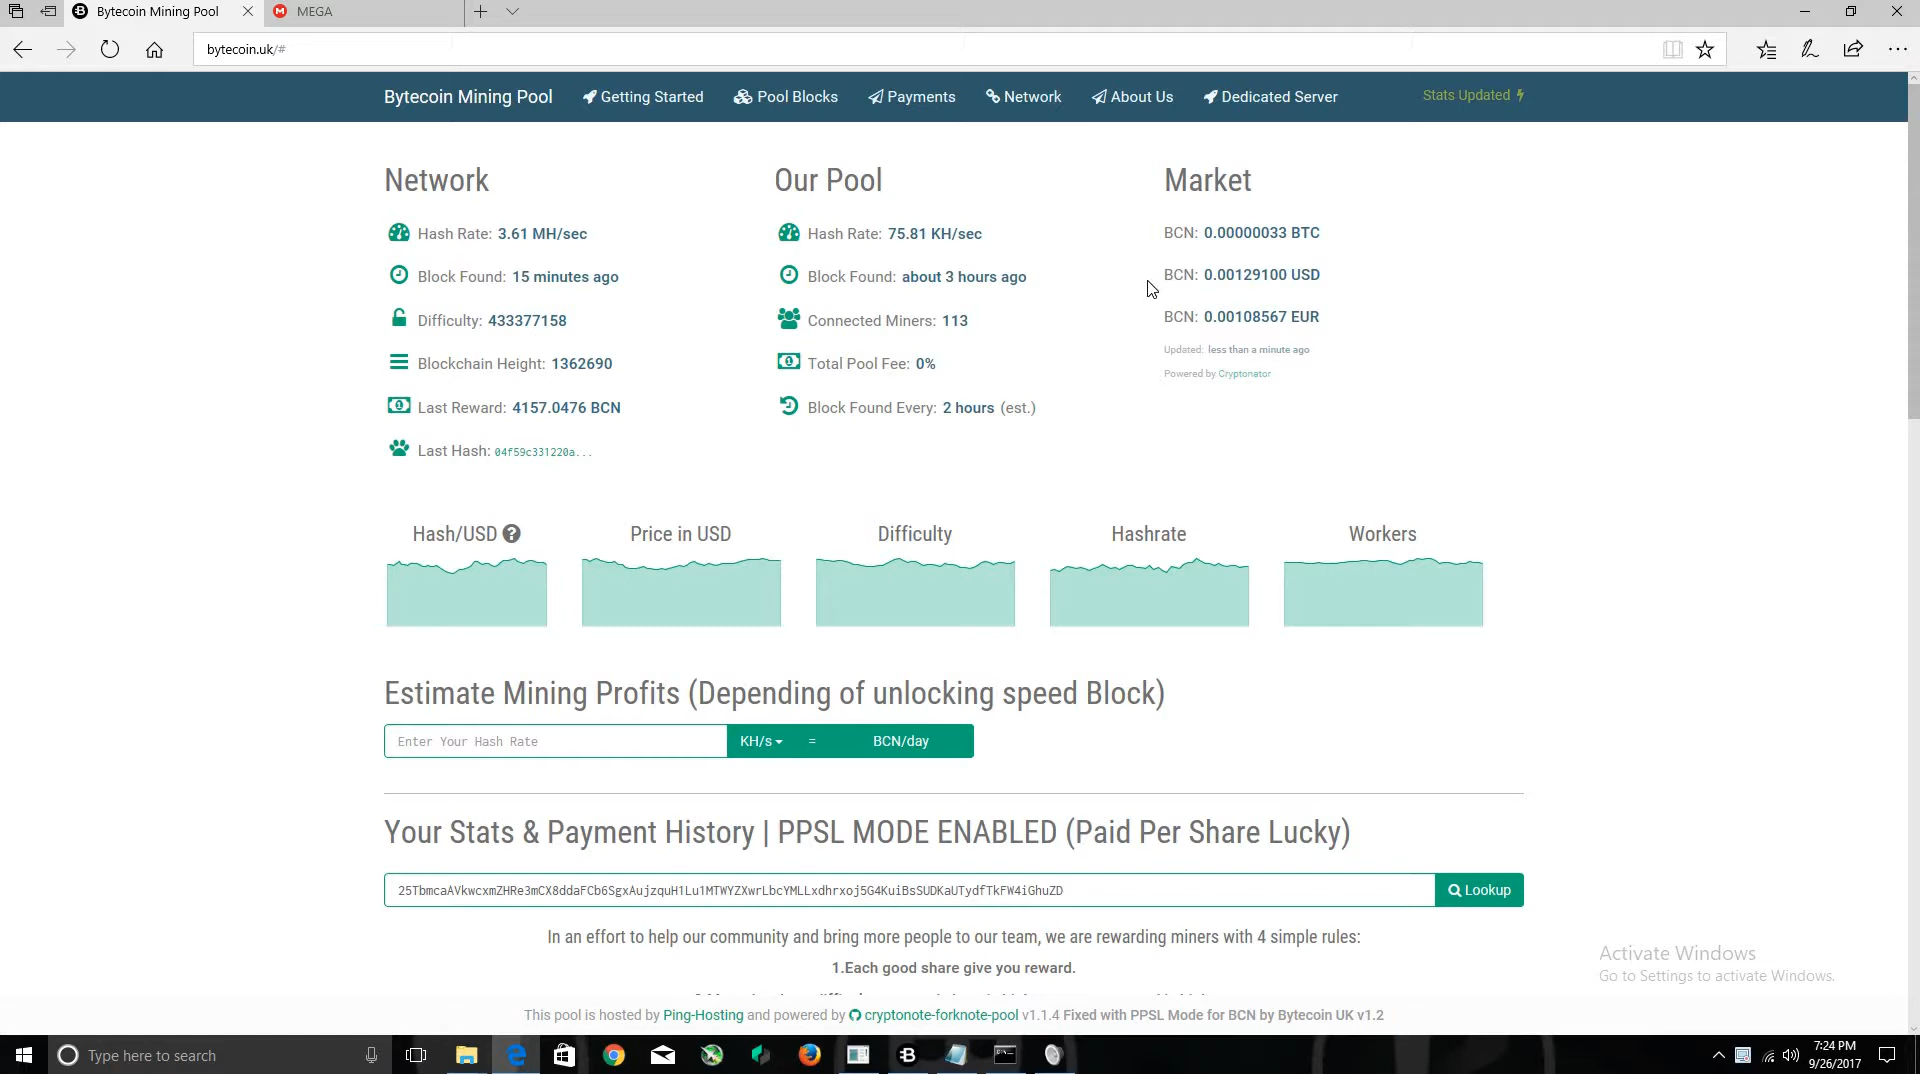 Bytecoin Mining Pool
MEGA
bytecoin.uk/#
Bytecoin Mining Pool
Getting Started
Pool Blocks
Payments
Network
About Us
Dedicated Server
Stats Updated
Network
Our Pool
Market
Hash Rate: 3.61 MH/sec
Hash Rate: 75.81 KH/sec
BCN: 0.00000033 BTC
Block Found: 15 minutes ago
Block Found: about 3 hours ago
BCN: 0.00129100 USD
Difficulty: 433377158
Connected Miners: 113
BCN: 0.00108567 EUR
Blockchain Height: 1362690
Total Pool Fee: 0%
Updated: less than a minute ago
Powered by Cryptonator
Last Reward: 4157.0476 BCN
Block Found Every: 2 hours (est.)
Last Hash: 04f59c331220a...
Hash/USD
Price in USD
Difficulty
Hashrate
Workers
Estimate Mining Profits (Depending of unlocking speed Block)
Enter Your Hash Rate
KH/s
=
BCN/day
Your Stats & Payment History | PPSL MODE ENABLED (Paid Per Share Lucky)
25TbmcaAVkwcxmZHRe3mCX8ddaFCb6SgxAujzquH1Lu1MTWYZXwrLbcYMLLxdhrxoj5G4KuiBsSUDKaUTydfTkFW4iGhuZD
Lookup
In an effort to help our community and bring more people to our team, we are rewarding miners with 4 simple rules:
1.Each good share give you reward.
Activate Windows
Go to Settings to activate Windows.
This pool is hosted by Ping-Hosting and powered by cryptonote-forknote-pool v1.1.4 Fixed with PPSL Mode for BCN by Bytecoin UK v1.2
Type here to search
7:24 PM
9/26/2017